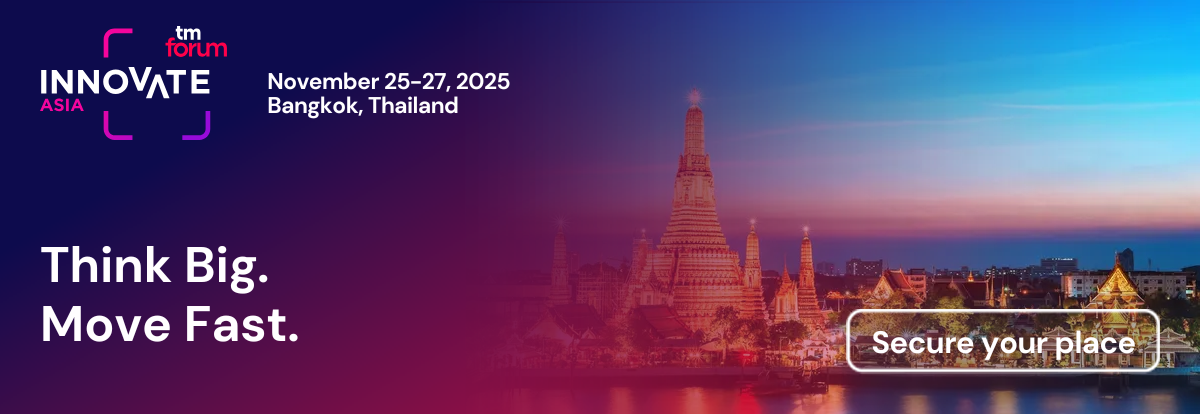 tm
forum
INNOVATE
ASIA
November 25-27, 2025
Bangkok, Thailand
Think Big.
Move Fast.
Secure your place